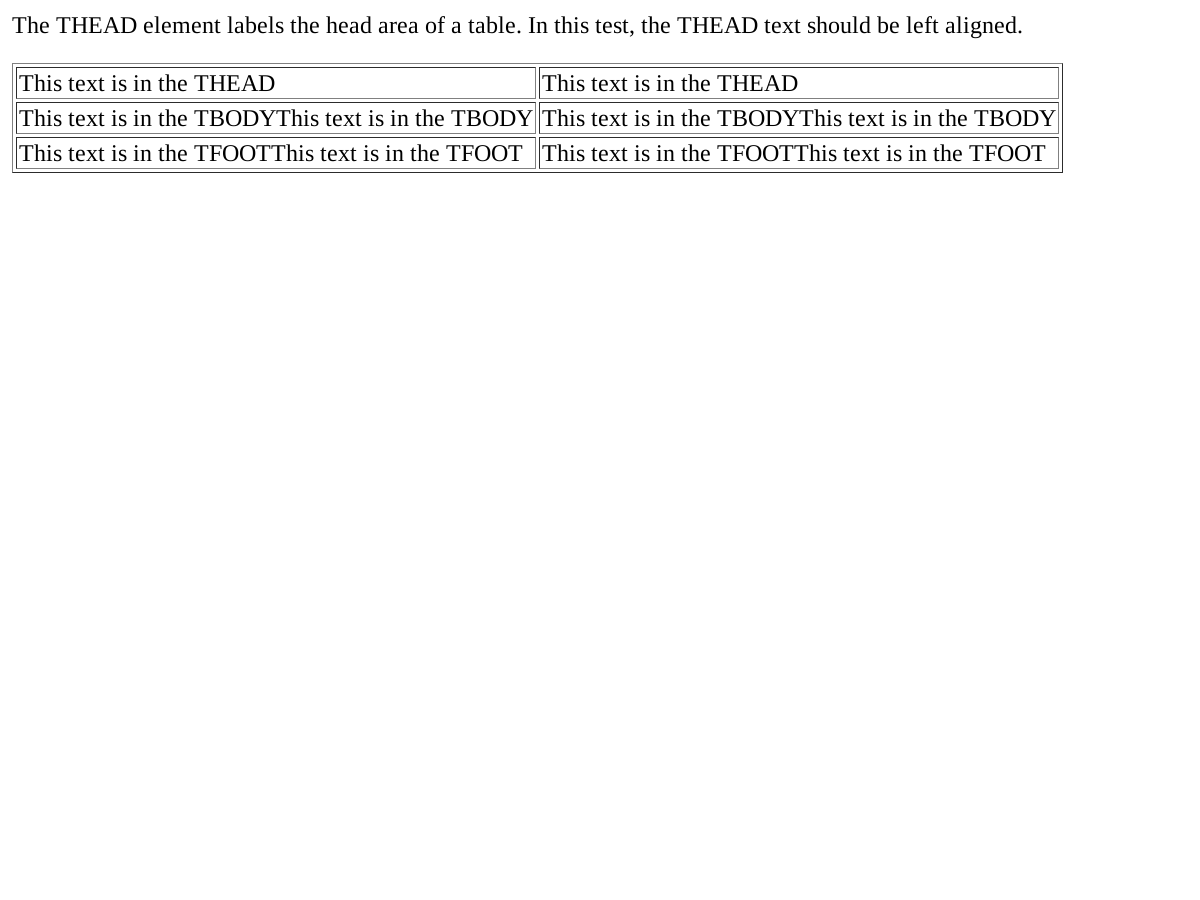 The THEAD element labels the head area of a table. In this test, the THEAD text should be left aligned.
This text is in the THEAD This text is in the THEAD
This text is in the TBODYThis text is in the TBODY This text is in the TBODYThis text is in the TBODY
This text is in the TFOOTThis text is in the TFOOT This text is in the TFOOTThis text is in the TFOOT